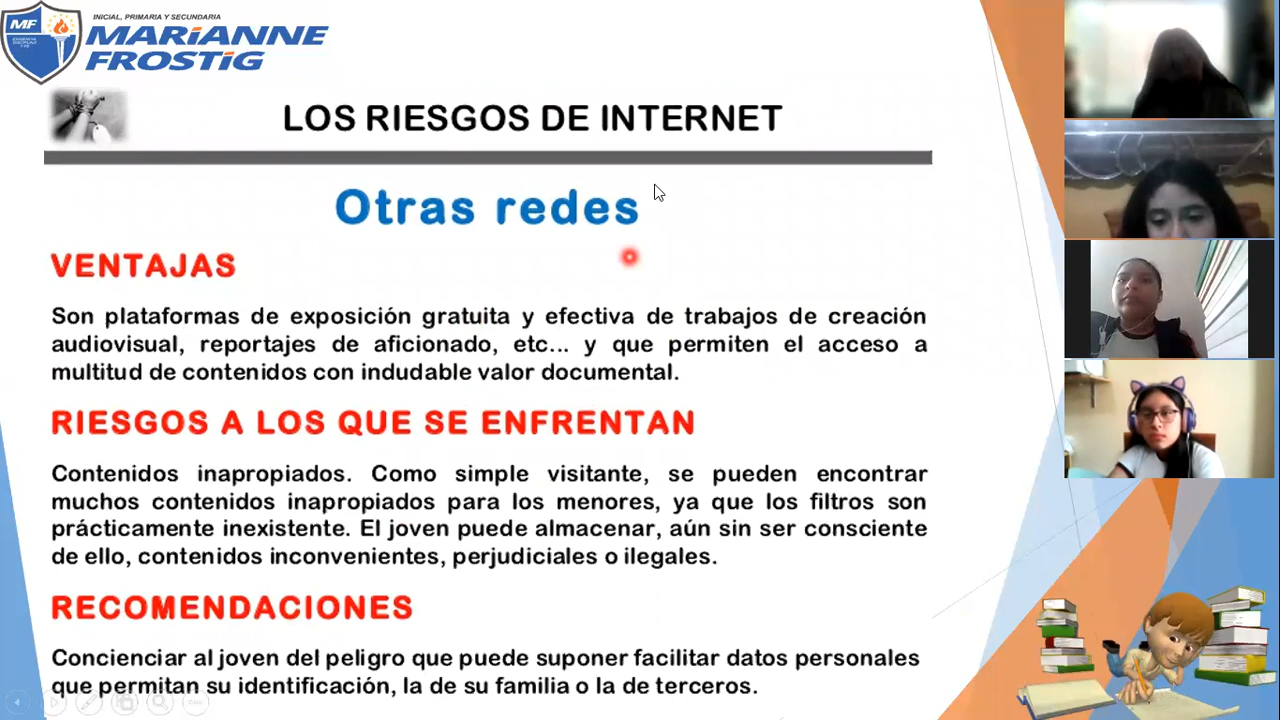 INICIAL, PRIMARIA Y SECUNDARIA
MF
MARIANNE
FROSTIG
LOS RIESGOS DE INTERNET
Otras redes
VENTAJAS
Son plataformas de exposición gratuita y efectiva de trabajos de creación
audiovisual, reportajes de aficionado, etc... y que permiten el acceso a
multitud de contenidos con indudable valor documental.
RIESGOS A LOS QUE SE ENFRENTAN
Contenidos inapropiados. Como simple visitante, se pueden encontrar
muchos contenidos inapropiados para los menores, ya que los filtros son
prácticamente inexistente. El joven puede almacenar, aún sin ser consciente
de ello, contenidos inconvenientes, perjudiciales o ilegales.
RECOMENDACIONES
Concienciar al joven del peligro que puede suponer facilitar datos personales
que permitan su identificación, la de su familia o la de terceros.